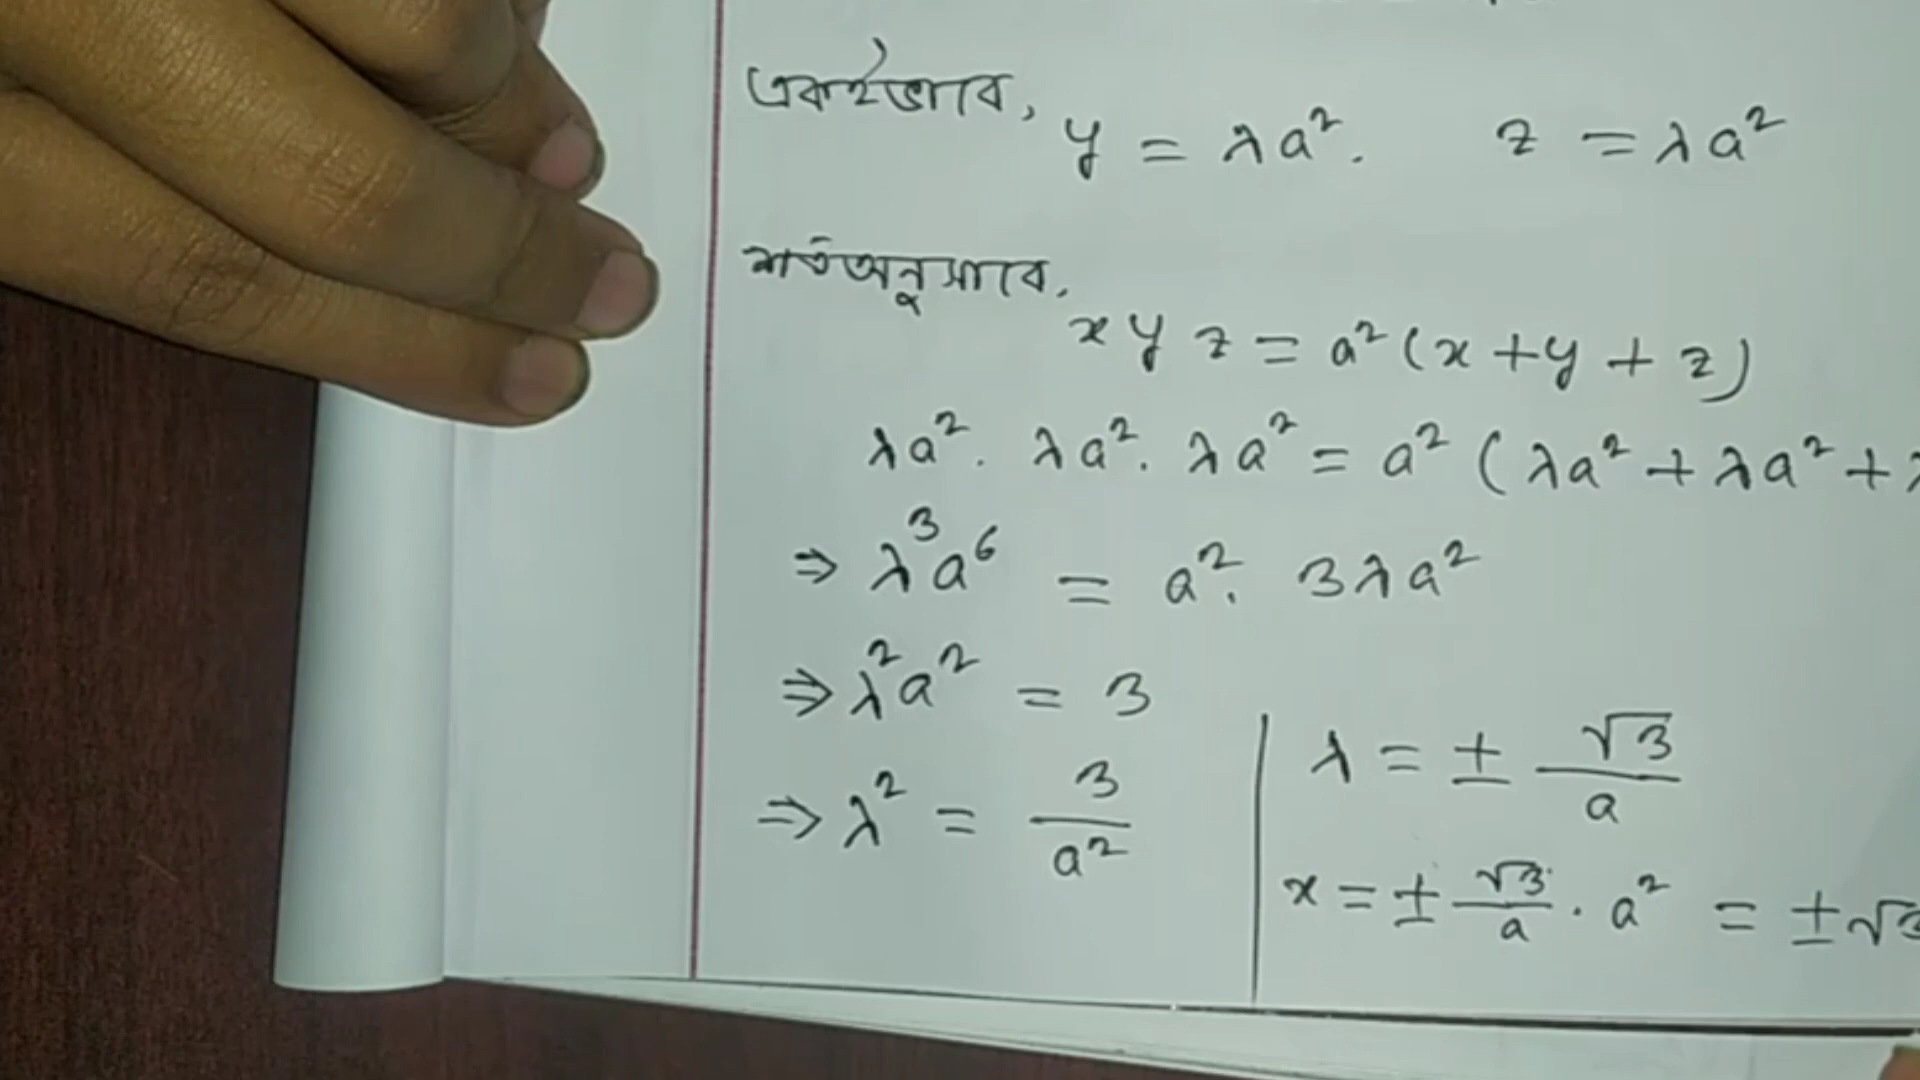 একইভাবে, y = λa². z = λa²
শর্তঅনুসারে,
x y z = a² (x + y + z)
λa². λa². λa² = a² (λa² + λa² + λ
⇒ λ³a⁶ = a². 3λa²
⇒ λ²a² = 3
⇒ λ² = 3/a²
λ = ± √3/a
x = ± √3/a . a² = ± √3